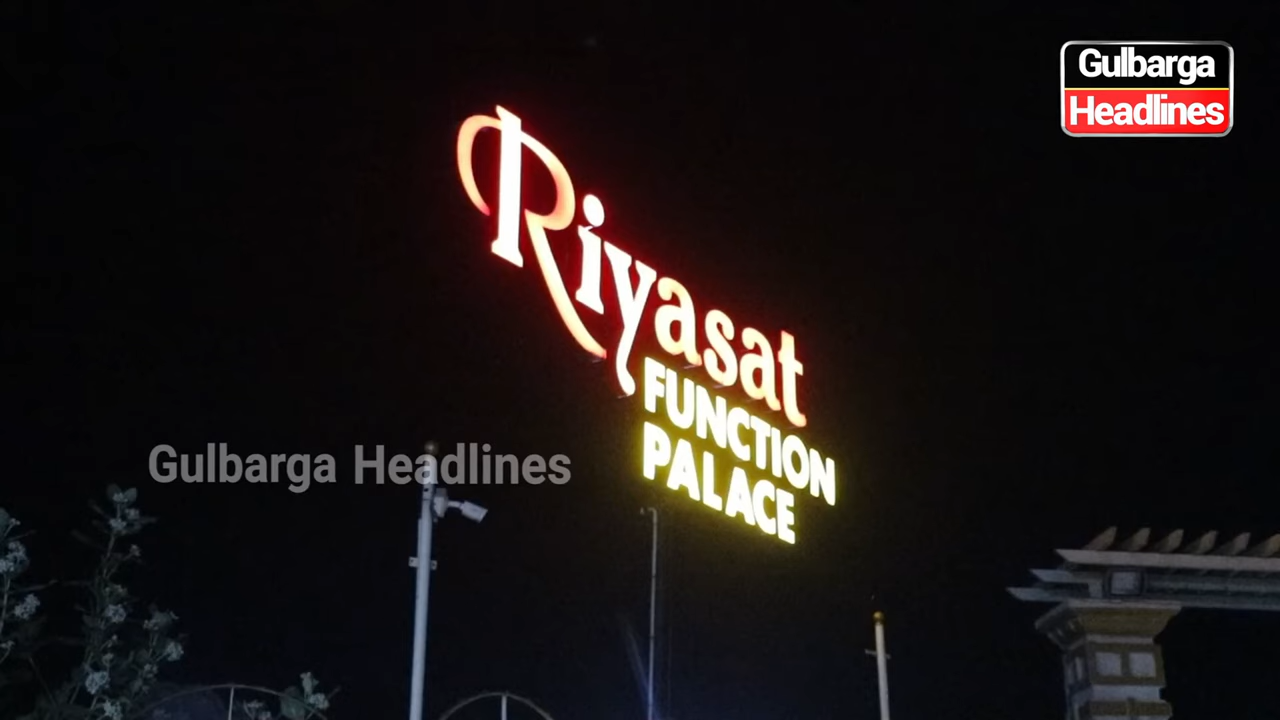 Gulbarga
Headlines
Riyasat
FUNCTION
PALACE
Gulbarga Headlines